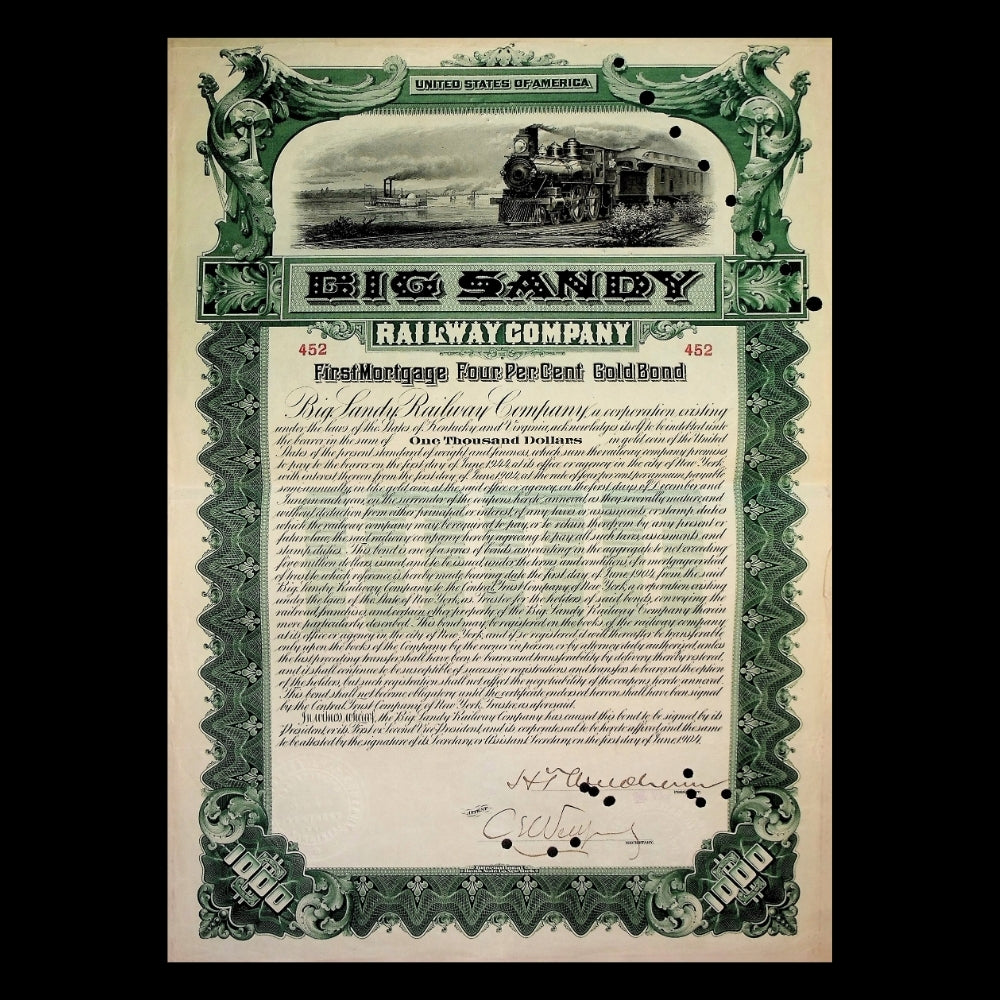 UNITED STATES OF AMERICA
BIG SANDY
RAILWAY COMPANY
452 452
First Mortgage Four Per Cent Gold Bond
Big Sandy Railway Company, a corporation existing
under the laws of the States of Kentucky and Virginia, acknowledges itself to be indebted unto
the bearer in the sum of One Thousand Dollars in gold coin of the United
States of the present standard of weight and fineness, which sum the railway company promises
to pay to the bearer on the first day of June, 1944, at its office or agency in the city of New York,
with interest thereon from the first day of June 1904, at the rate of four per cent per annum, payable
semi-annually, in like gold coin, at the said office or agency, on the first days of December and
June in each year, on the surrender of the coupons hereto annexed, as they severally mature, and
without deduction from either principal or interest, of any taxes or assessments, or stamp duties
which the railway company may be required to pay, or to retain therefrom by any present or
future law, the said railway company hereby agreeing to pay all such taxes, assessments, and
stamp duties. This bond is one of a series of bonds, amounting in the aggregate to not exceeding
five million dollars, issued, and to be issued, under the terms and conditions of a mortgage or deed
of trust to which reference is hereby made, bearing date the first day of June, 1904, from the said
Big Sandy Railway Company to the Central Trust Company of New York, a corporation existing
under the laws of the State of New York, as Trustee for the holders of said bonds, conveying the
railroad, franchises, and certain other property of the Big Sandy Railway Company therein
more particularly described. This bond may be registered on the books of the railway company
at its office or agency in the city of New York, and if so registered it will thereafter be transferable
only upon the books of the Company by the owner in person, or by attorney duly authorized, unless
the last preceding transfer shall have been to bearer and transferability by delivery thereby restored,
and it shall continue to be susceptible of successive registrations and transfers to bearer at the option
of the holders, but such registration shall not affect the negotiability of the coupons hereto annexed.
This bond shall not become obligatory until the certificate endorsed hereon shall have been signed
by the Central Trust Company of New York, Trustee, as aforesaid.
In witness whereof, the Big Sandy Railway Company has caused this bond to be signed by its
President, or its First or Second Vice President, and its corporate seal to be hereto affixed, and the same
to be attested by the signature of its Secretary, or Assistant Secretary, on the first day of June, 1904.
PRESIDENT.
ATTEST:
SECRETARY.
$1000 $1000